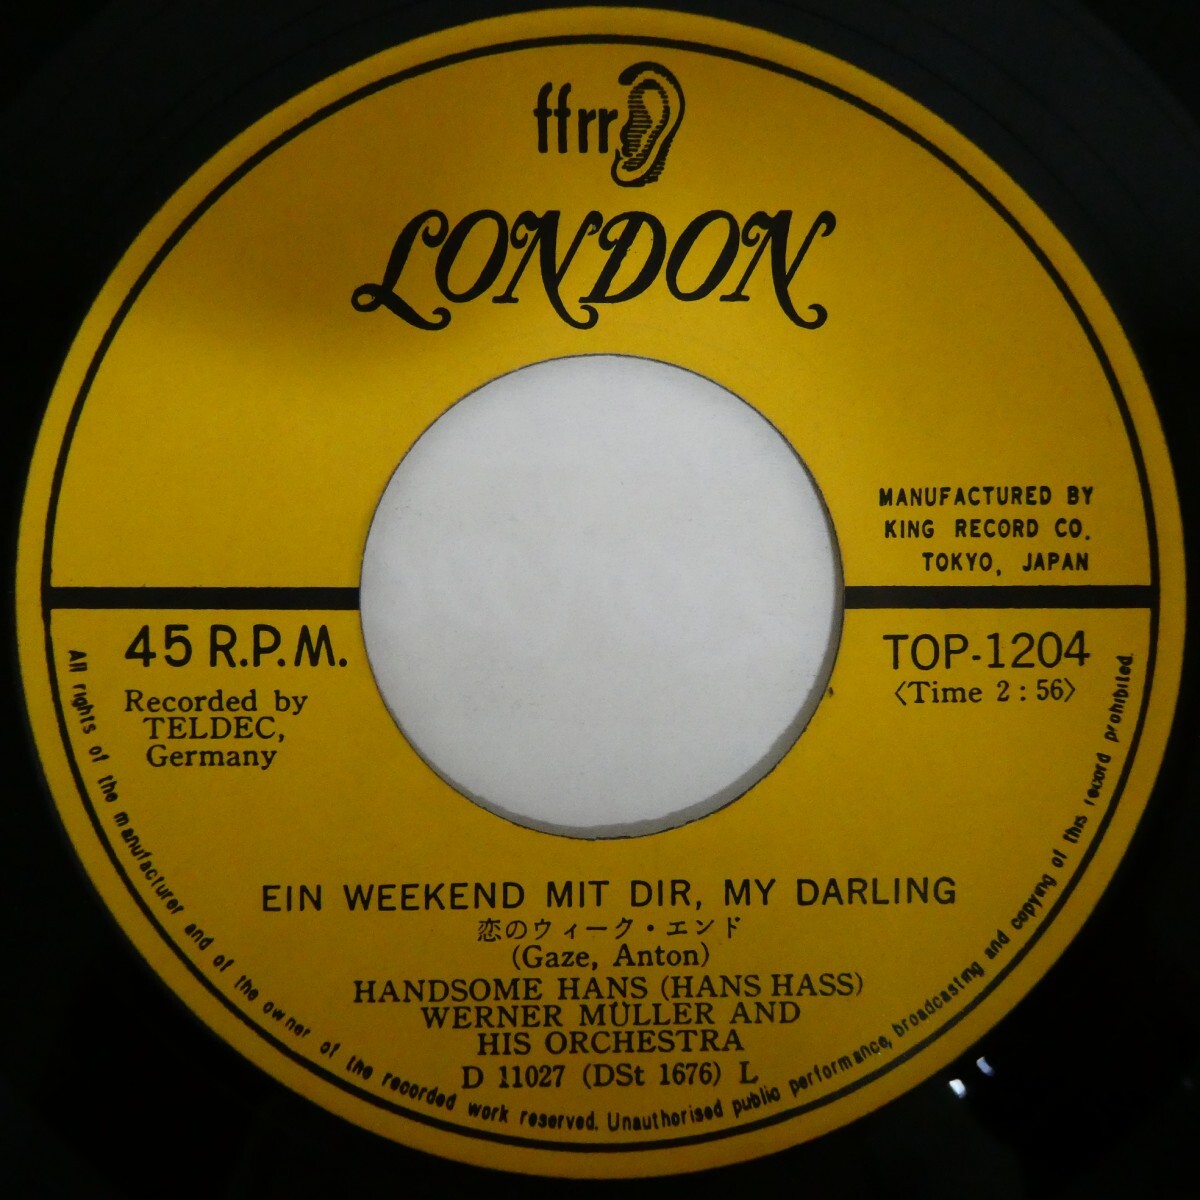 ffrr
LONDON
MANUFACTURED BY
KING RECORD CO.
TOKYO, JAPAN
45 R.P.M.
Recorded by
TELDEC,
Germany
TOP-1204
〈Time 2 : 56〉
EIN WEEKEND MIT DIR, MY DARLING
恋のウィーク・エンド
(Gaze, Anton)
HANDSOME HANS (HANS HASS)
WERNER MÜLLER AND
HIS ORCHESTRA
D 11027 (DSt 1676) L
All rights of the manufacturer and of the owner of the recorded work reserved. Unauthorised public performance, broadcasting and copying of this record prohibited.